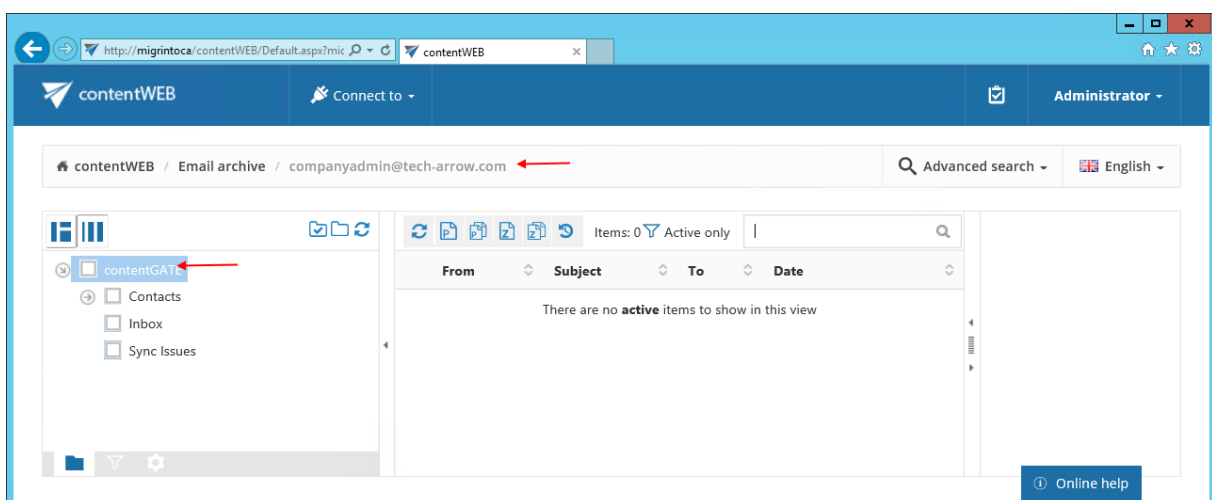 http://migrintoca/contentWEB/Default.aspx?mic
contentWEB
contentWEB
Connect to
Administrator
contentWEB / Email archive / companyadmin@tech-arrow.com
Advanced search
English
Items: 0 Active only
contentGATE
Contacts
Inbox
Sync Issues
From Subject To Date
There are no active items to show in this view
Online help